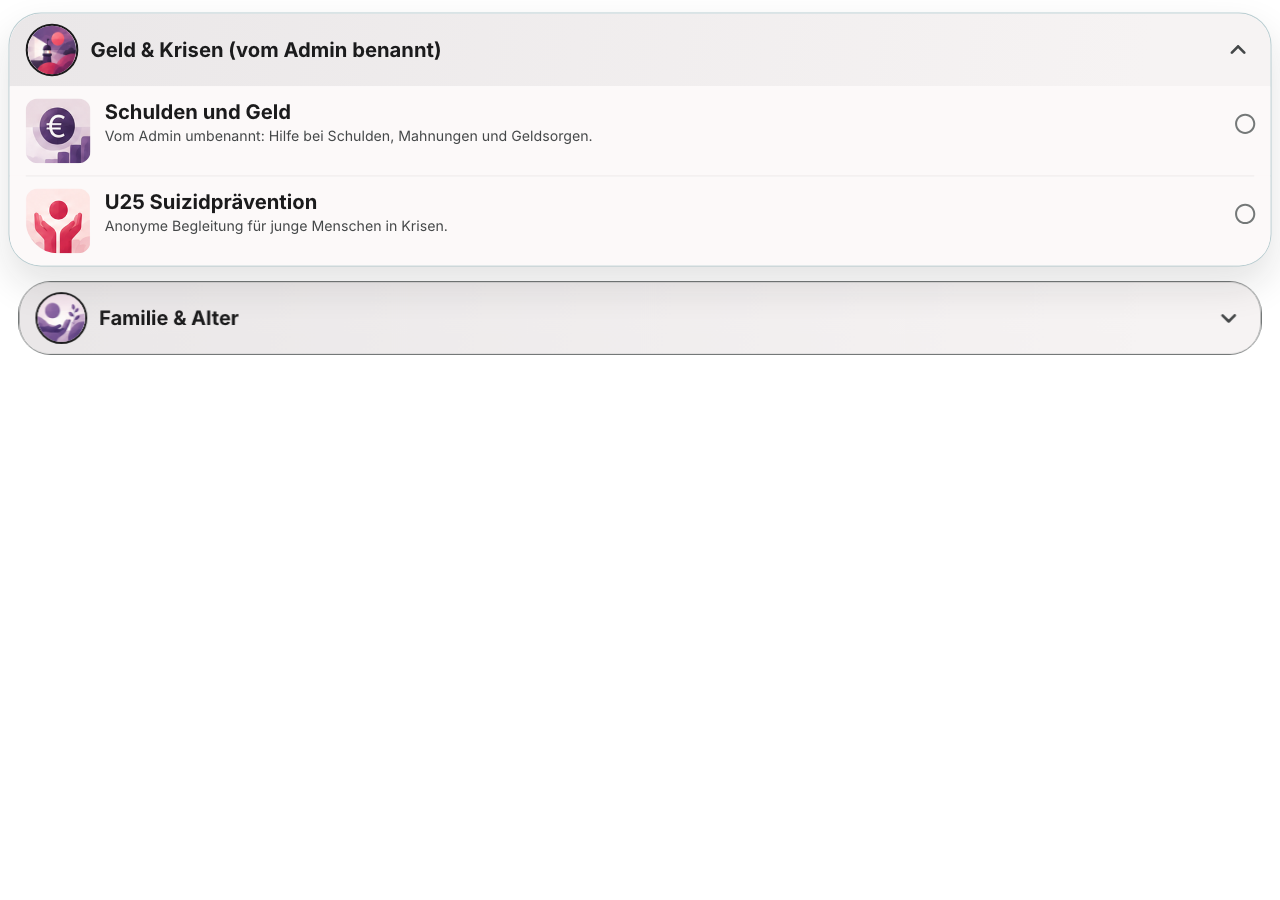 Geld & Krisen (vom Admin benannt)
€
Schulden und Geld
Vom Admin umbenannt: Hilfe bei Schulden, Mahnungen und Geldsorgen.
U25 Suizidprävention
Anonyme Begleitung für junge Menschen in Krisen.
Familie & Alter